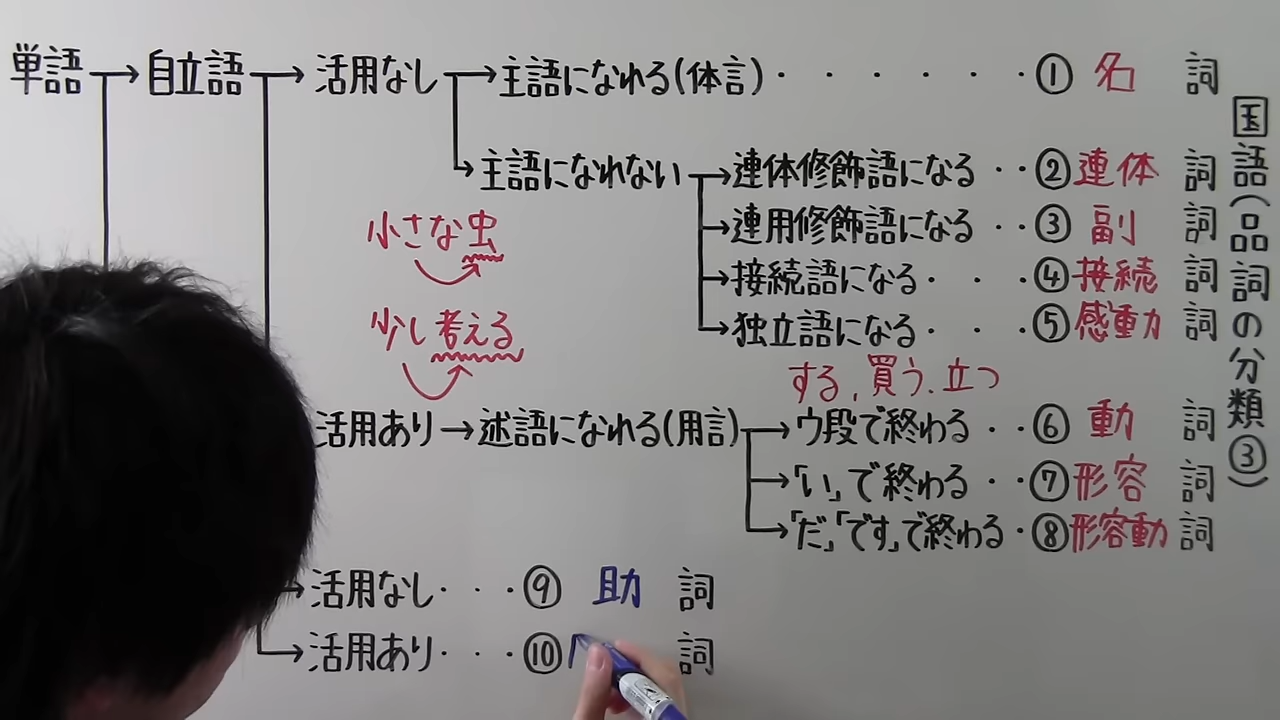 単語→自立語→活用なし→主語になれる(体言)・・・・・・・①名詞
→主語になれない→連体修飾語になる・・②連体詞
→連用修飾語になる・・③副詞
小さな虫
→接続語になる・・・④接続詞
少し考える
→独立語になる・・・⑤感動詞
する,買う、立つ
活用あり→述語になれる(用言)→ウ段で終わる・・⑥動詞
→「い」で終わる・・⑦形容詞
→「だ」「です」で終わる・⑧形容動詞
→活用なし・・・⑨助詞
→活用あり・・・⑩詞
国語(品詞の分類③)